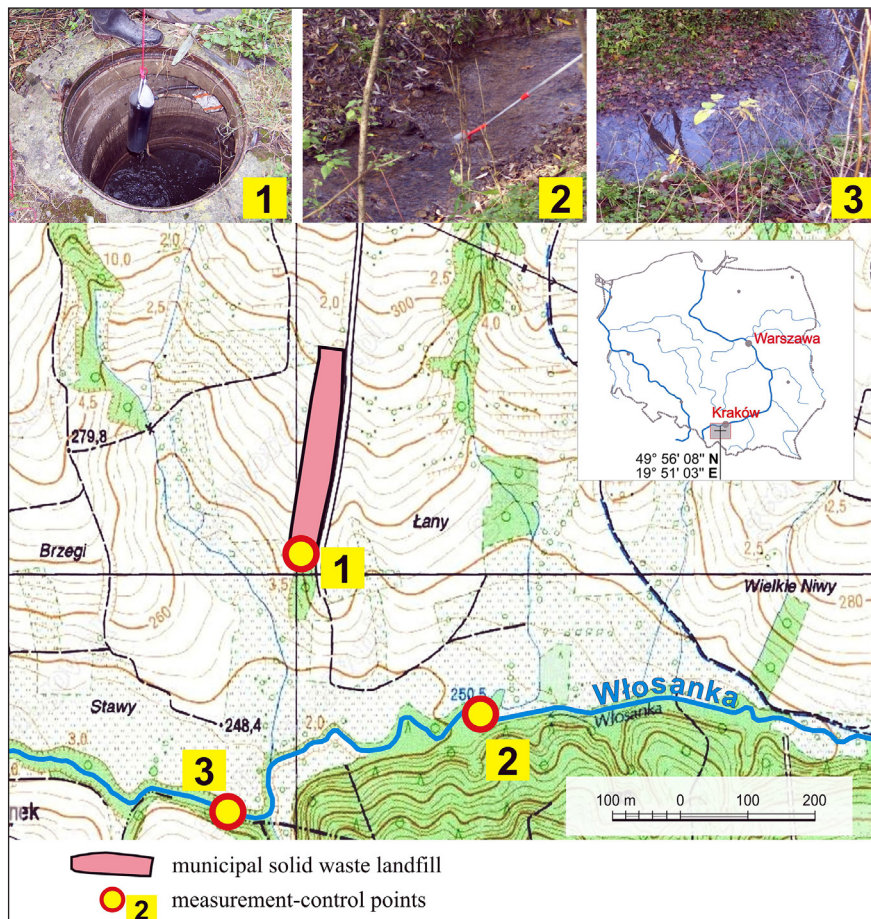 1
2
3
10,0
2,0
2,5
2,0
300
4,0
4,5
279,8
Warszawa
Kraków
49° 56' 08" N
19° 51' 03" E
Łany
Brzegi
1
3,5
2,5
Wielkie Niwy
260
280
Włosanka
250,5
Włosanka
Stawy
248,4
2,0
3,0
3
2
nek
100 m 0 100 200
municipal solid waste landfill
2 measurement-control points